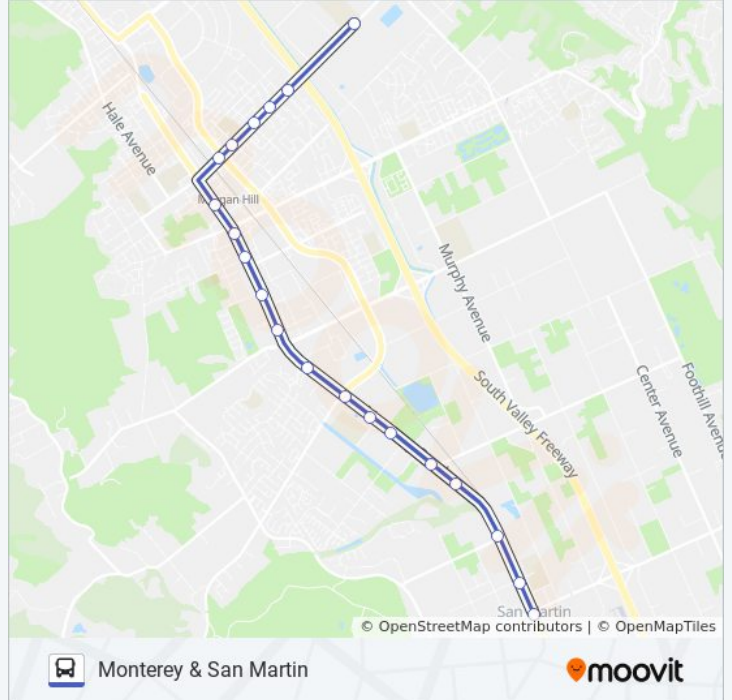 Hale Avenue
Morgan Hill
Murphy Avenue
South Valley Freeway
Center Avenue
Foothill Avenue
San Martin
© OpenStreetMap contributors | © OpenMapTiles
Monterey & San Martin
moovit